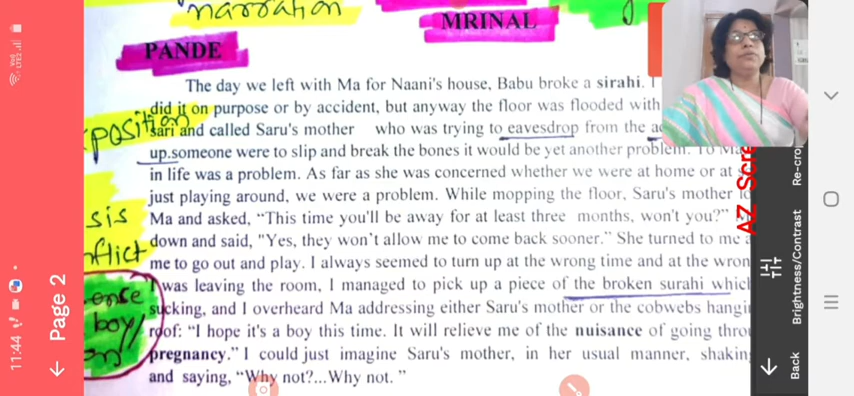 narration
MRINAL
PANDE
The day we left with Ma for Naani's house, Babu broke a sirahi. I
did it on purpose or by accident, but anyway the floor was flooded with
position
sari and called Saru's mother who was trying to eavesdrop from the
up.someone were to slip and break the bones it would be yet another problem. To
in life was a problem. As far as she was concerned whether we were at home or at
just playing around, we were a problem. While mopping the floor, Saru's mother
sis
Ma and asked, "This time you'll be away for at least three months, won't you?"
nflict
down and said, "Yes, they won't allow me to come back sooner." She turned to me
me to go out and play. I always seemed to turn up at the wrong time and at the wron
I was leaving the room, I managed to pick up a piece of the broken surahi whic
sucking, and I overheard Ma addressing either Saru's mother or the cobwebs hangi
boy/
roof: "I hope it's a boy this time. It will relieve me of the nuisance of going thro
pregnancy." I could just imagine Saru's mother, in her usual manner, shakin
and saying, "Why not?...Why not. "
11:44
Page 2
AZ Scre
Back
Brightness/Contrast
Re-cro